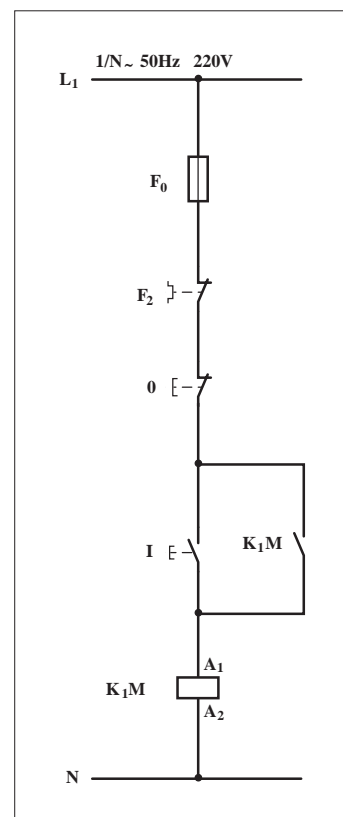 1/N~ 50Hz 220V
L₁
F₀
F₂
0
I
K₁M
A₁
K₁M
A₂
N